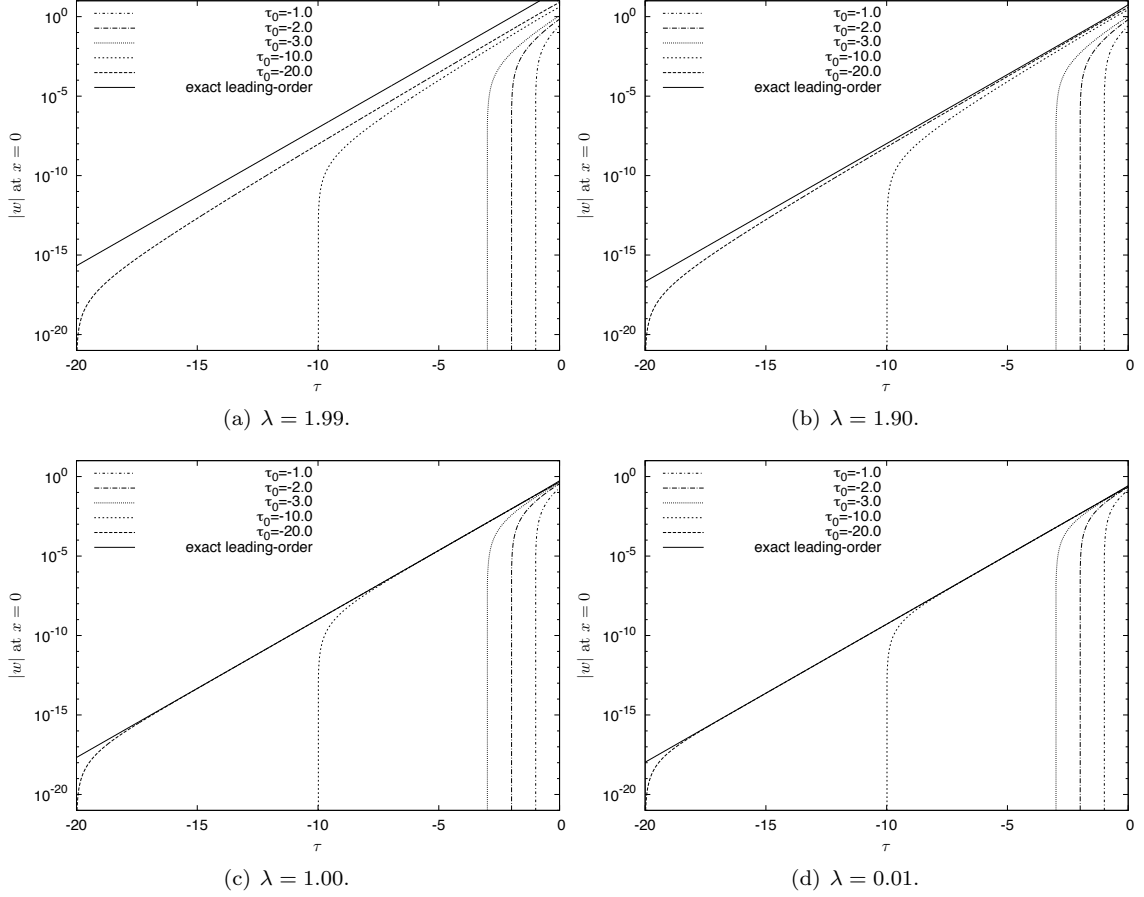 10^0
10^-5
10^-10
10^-15
10^-20
|w| at x = 0
τ0=-1.0
τ0=-2.0
τ0=-3.0
τ0=-10.0
τ0=-20.0
exact leading-order
-20 -15 -10 -5 0
τ
(a) λ = 1.99.
10^0
10^-5
10^-10
10^-15
10^-20
|w| at x = 0
τ0=-1.0
τ0=-2.0
τ0=-3.0
τ0=-10.0
τ0=-20.0
exact leading-order
-20 -15 -10 -5 0
τ
(b) λ = 1.90.
10^0
10^-5
10^-10
10^-15
10^-20
|w| at x = 0
τ0=-1.0
τ0=-2.0
τ0=-3.0
τ0=-10.0
τ0=-20.0
exact leading-order
-20 -15 -10 -5 0
τ
(c) λ = 1.00.
10^0
10^-5
10^-10
10^-15
10^-20
|w| at x = 0
τ0=-1.0
τ0=-2.0
τ0=-3.0
τ0=-10.0
τ0=-20.0
exact leading-order
-20 -15 -10 -5 0
τ
(d) λ = 0.01.